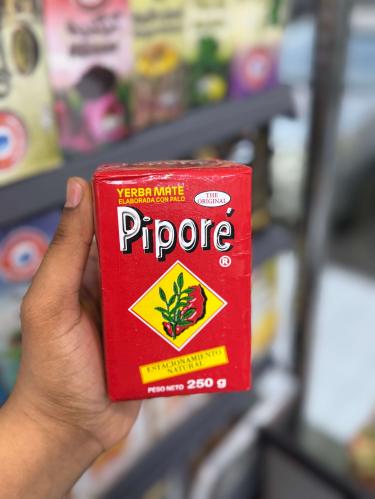 YERBA MATE
ELABORADA CON PALO
THE
ORIGINAL
Piporé
®
ESTACIONAMIENTO
NATURAL
PESO NETO 250 g